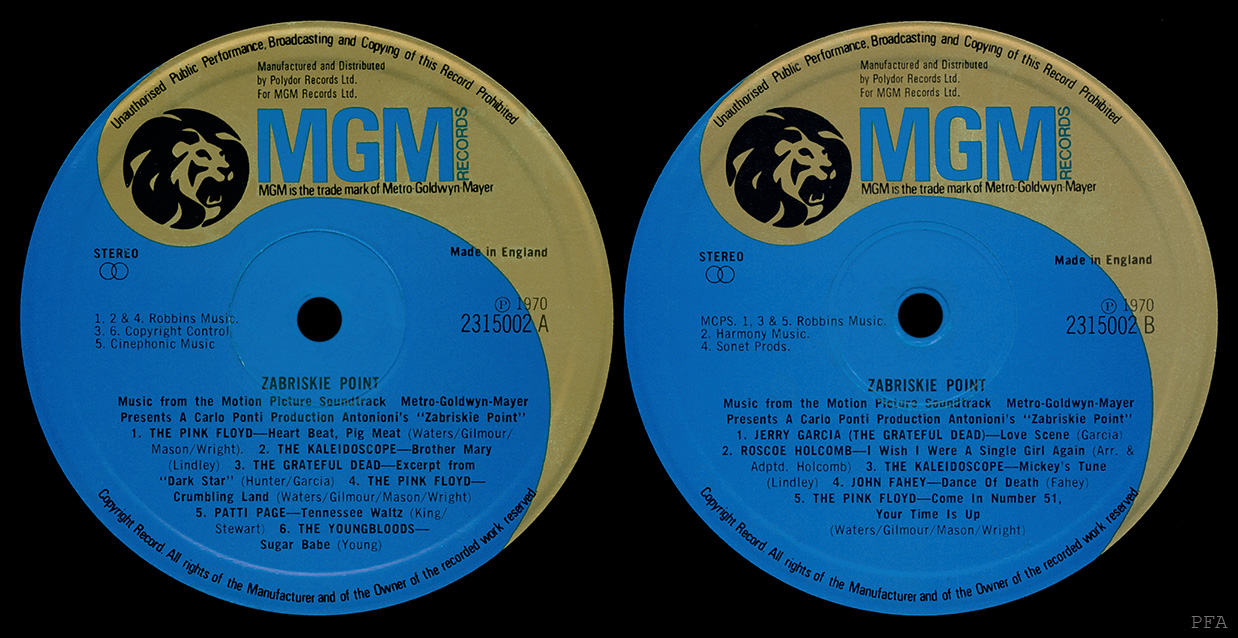 Unauthorised Public Performance, Broadcasting and Copying of this Record Prohibited
Manufactured and Distributed
by Polydor Records Ltd.
For MGM Records Ltd.
MGM RECORDS
MGM is the trade mark of Metro-Goldwyn-Mayer
STEREO
Made in England
℗ 1970
2315002 A
1, 2 & 4. Robbins Music.
3. 6. Copyright Control
5. Cinephonic Music
ZABRISKIE POINT
Music from the Motion Picture Soundtrack Metro-Goldwyn-Mayer
Presents A Carlo Ponti Production Antonioni's "Zabriskie Point"
1. THE PINK FLOYD—Heart Beat, Pig Meat (Waters/Gilmour/
Mason/Wright). 2. THE KALEIDOSCOPE—Brother Mary
(Lindley) 3. THE GRATEFUL DEAD—Excerpt from
"Dark Star" (Hunter/Garcia) 4. THE PINK FLOYD—
Crumbling Land (Waters/Gilmour/Mason/Wright)
5. PATTI PAGE—Tennessee Waltz (King/
Stewart) 6. THE YOUNGBLOODS—
Sugar Babe (Young)
Copyright Record. All rights of the Manufacturer and of the Owner of the recorded work reserved.
Unauthorised Public Performance, Broadcasting and Copying of this Record Prohibited
Manufactured and Distributed
by Polydor Records Ltd.
For MGM Records Ltd.
MGM RECORDS
MGM is the trade mark of Metro-Goldwyn-Mayer
STEREO
Made in England
℗ 1970
2315002 B
MCPS. 1, 3 & 5. Robbins Music.
2. Harmony Music.
4. Sonet Prods.
ZABRISKIE POINT
Music from the Motion Picture Soundtrack Metro-Goldwyn-Mayer
Presents A Carlo Ponti Production Antonioni's "Zabriskie Point"
1. JERRY GARCIA (THE GRATEFUL DEAD)—Love Scene (Garcia)
2. ROSCOE HOLCOMB—I Wish I Were A Single Girl Again (Arr. &
Adptd. Holcomb) 3. THE KALEIDOSCOPE—Mickey's Tune
(Lindley) 4. JOHN FAHEY—Dance Of Death (Fahey)
5. THE PINK FLOYD—Come In Number 51,
Your Time Is Up
(Waters/Gilmour/Mason/Wright)
Copyright Record. All rights of the Manufacturer and of the Owner of the recorded work reserved.
PFA